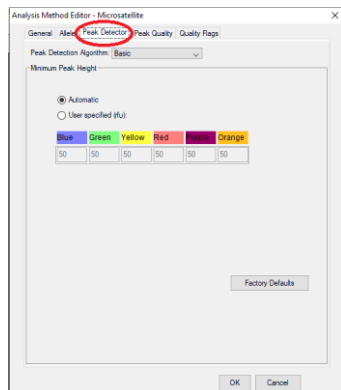 Analysis Method Editor - Microsatellite
General Allele Peak Detector Peak Quality Quality Flags
Peak Detection Algorithm: Basic
Minimum Peak Height
Automatic
User specified (rfu):
Blue Green Yellow Red Purple Orange
50 50 50 50 50 50
Factory Defaults
OK Cancel